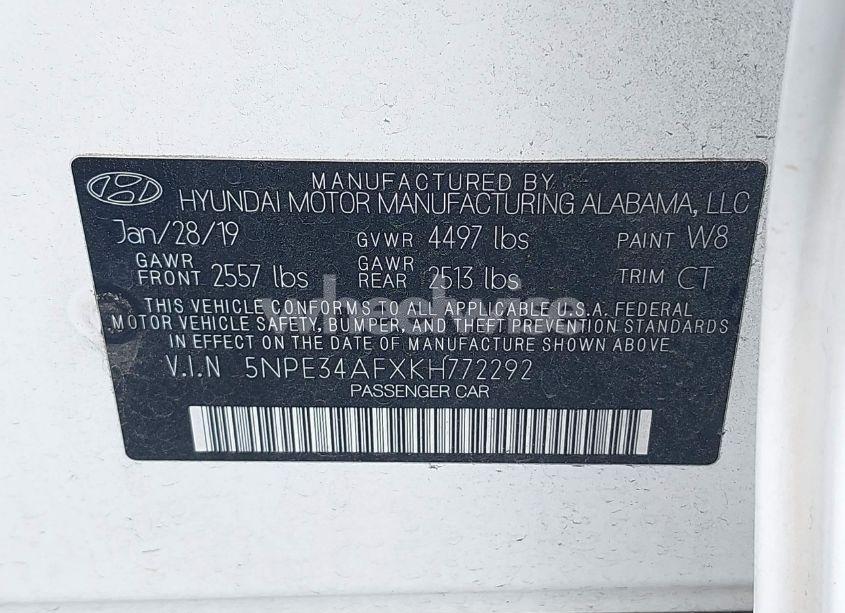 MANUFACTURED BY
HYUNDAI MOTOR MANUFACTURING ALABAMA, LLC
Jan/28/19 GVWR 4497 lbs PAINT W8
GAWR FRONT 2557 lbs GAWR REAR 2513 lbs TRIM CT
THIS VEHICLE CONFORMS TO ALL APPLICABLE U.S.A. FEDERAL
MOTOR VEHICLE SAFETY, BUMPER, AND THEFT PREVENTION STANDARDS
IN EFFECT ON THE DATE OF MANUFACTURE SHOWN ABOVE.
V.I.N 5NPE34AFXKH772292
PASSENGER CAR
wheelwise